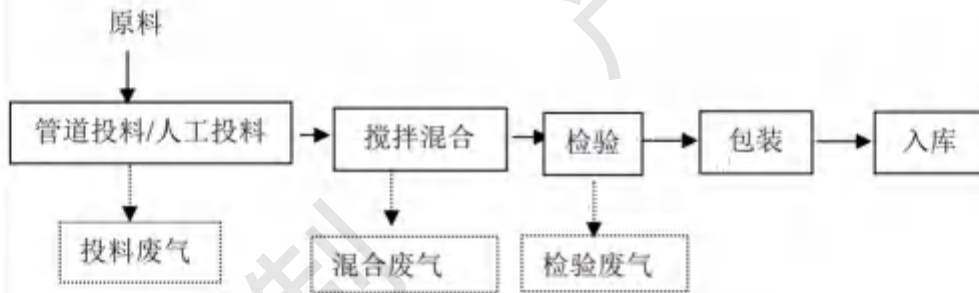 原料
管道投料/人工投料
搅拌混合
检验
包装
入库
投料废气
混合废气
检验废气
制